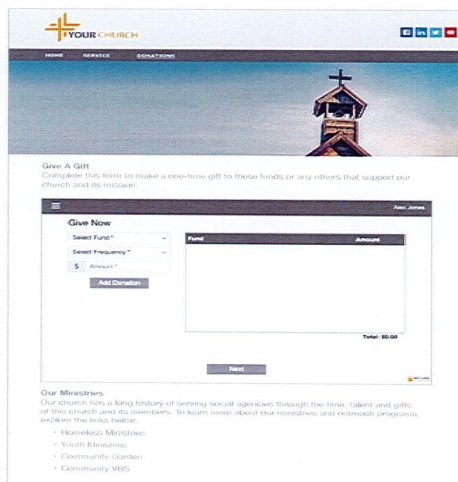 YOUR CHURCH
HOME SERVICE DONATIONS
Give A Gift
Complete this form to make a one-time gift to these funds or any others that support our
church and its mission.
Alex Jones
Give Now
Select Fund *
Select Frequency *
$ Amount *
Add Donation
Fund Amount
Total: $0.00
Next
Our Ministries
Our church has a long history of serving social agencies through the time, talent and gifts
of this church and its members. To learn more about our ministries and outreach programs,
explore the links below.
• Homeless Ministries
• Youth Ministries
• Community Garden
• Community VBS